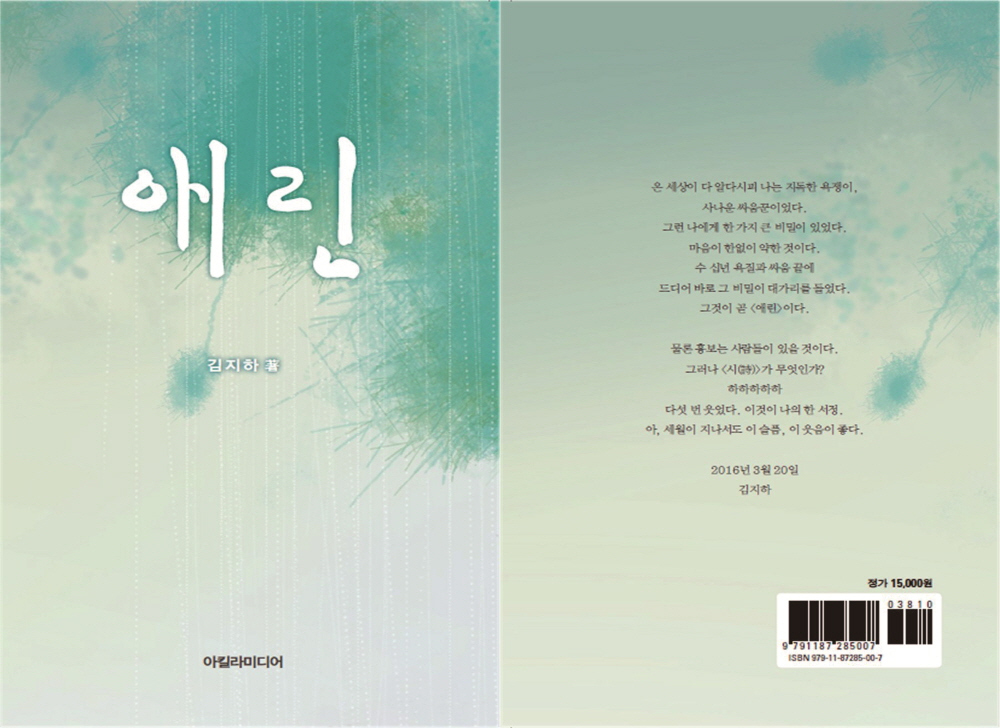 애린
김지하 著
아킬라미디어
온 세상이 다 알다시피 나는 지독한 욕쟁이,
사나운 싸움꾼이었다.
그런 나에게 한 가지 큰 비밀이 있었다.
마음이 한없이 약한 것이다.
수 십년 욕질과 싸움 끝에
드디어 바로 그 비밀이 대가리를 들었다.
그것이 곧 〈애린〉이다.
물론 흉보는 사람들이 있을 것이다.
그러나 〈시(詩)〉가 무엇인가?
하하하하하
다섯 번 웃었다. 이것이 나의 한 서정.
아, 세월이 지나서도 이 슬픔, 이 웃음이 좋다.
2016년 3월 20일
김지하
정가 15,000원
03810
9 791187 285007
ISBN 979-11-87285-00-7